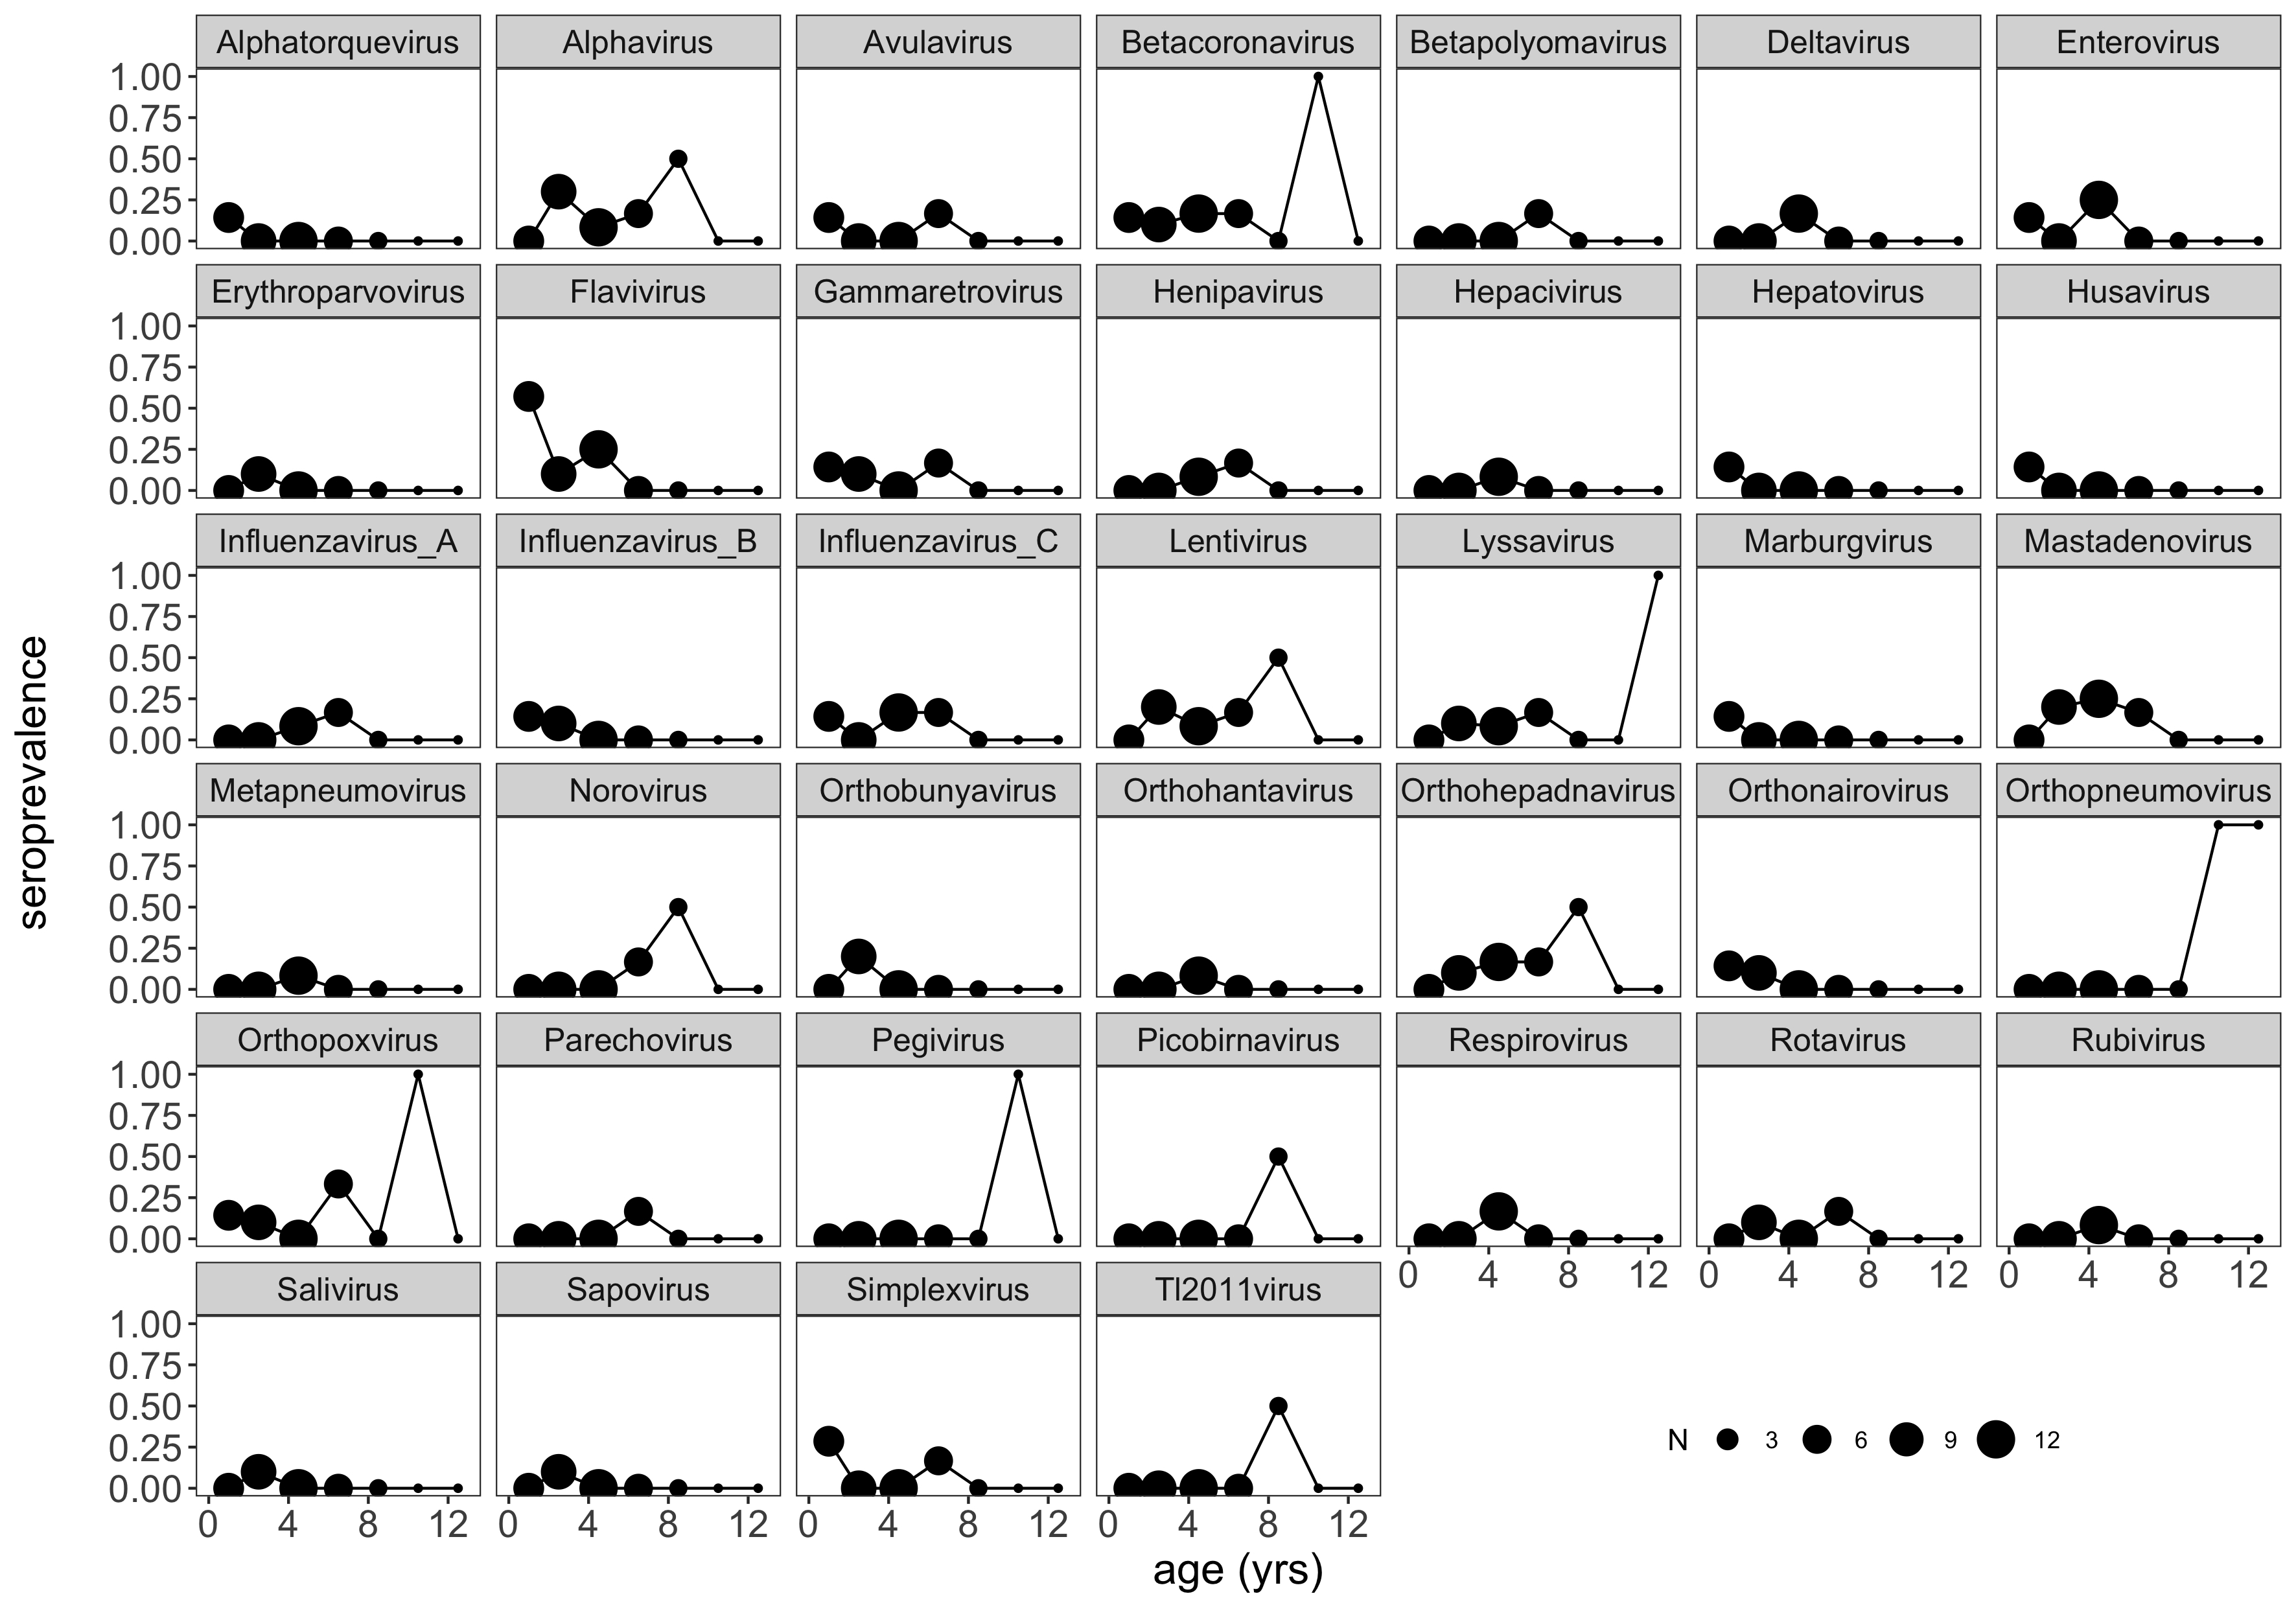 Alphatorquevirus Alphavirus Avulavirus Betacoronavirus Betapolyomavirus Deltavirus Enterovirus
1.00
0.75
0.50
0.25
0.00
Erythroparvovirus Flavivirus Gammaretrovirus Henipavirus Hepacivirus Hepatovirus Husavirus
1.00
0.75
0.50
0.25
0.00
Influenzavirus_A Influenzavirus_B Influenzavirus_C Lentivirus Lyssavirus Marburgvirus Mastadenovirus
1.00
0.75
0.50
0.25
0.00
seroprevalence
Metapneumovirus Norovirus Orthobunyavirus Orthohantavirus Orthohepadnavirus Orthonairovirus Orthopneumovirus
1.00
0.75
0.50
0.25
0.00
Orthopoxvirus Parechovirus Pegivirus Picobirnavirus Respirovirus Rotavirus Rubivirus
1.00
0.75
0.50
0.25
0.00
0 4 8 12 0 4 8 12 0 4 8 12
Salivirus Sapovirus Simplexvirus Tl2011virus
1.00
0.75
0.50
0.25
0.00
N 3 6 9 12
0 4 8 12 0 4 8 12 0 4 8 12 0 4 8 12
age (yrs)